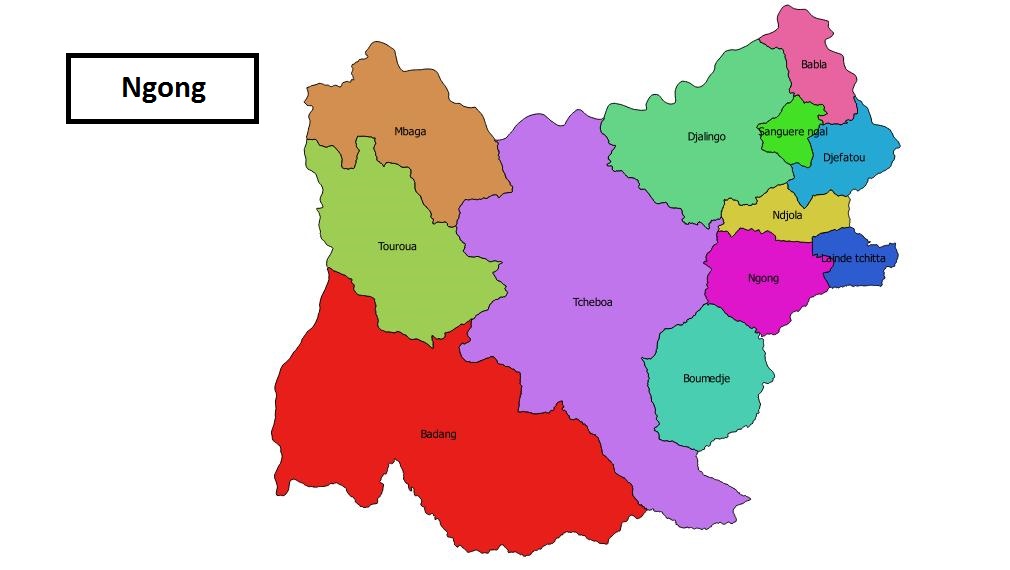 Ngong
Babla
Mbaga
Djalingo
Sanguere ngal
Djefatou
Ndjola
Touroua
Lainde tchitta
Ngong
Tcheboa
Boumedje
Badang